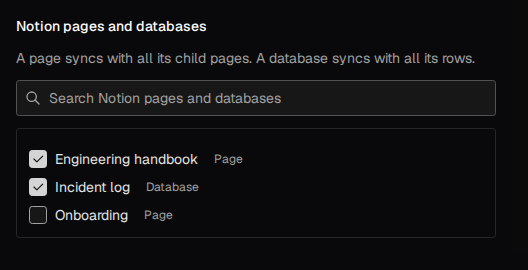 Notion pages and databases
A page syncs with all its child pages. A database syncs with all its rows.
Search Notion pages and databases
Engineering handbook Page
Incident log Database
Onboarding Page